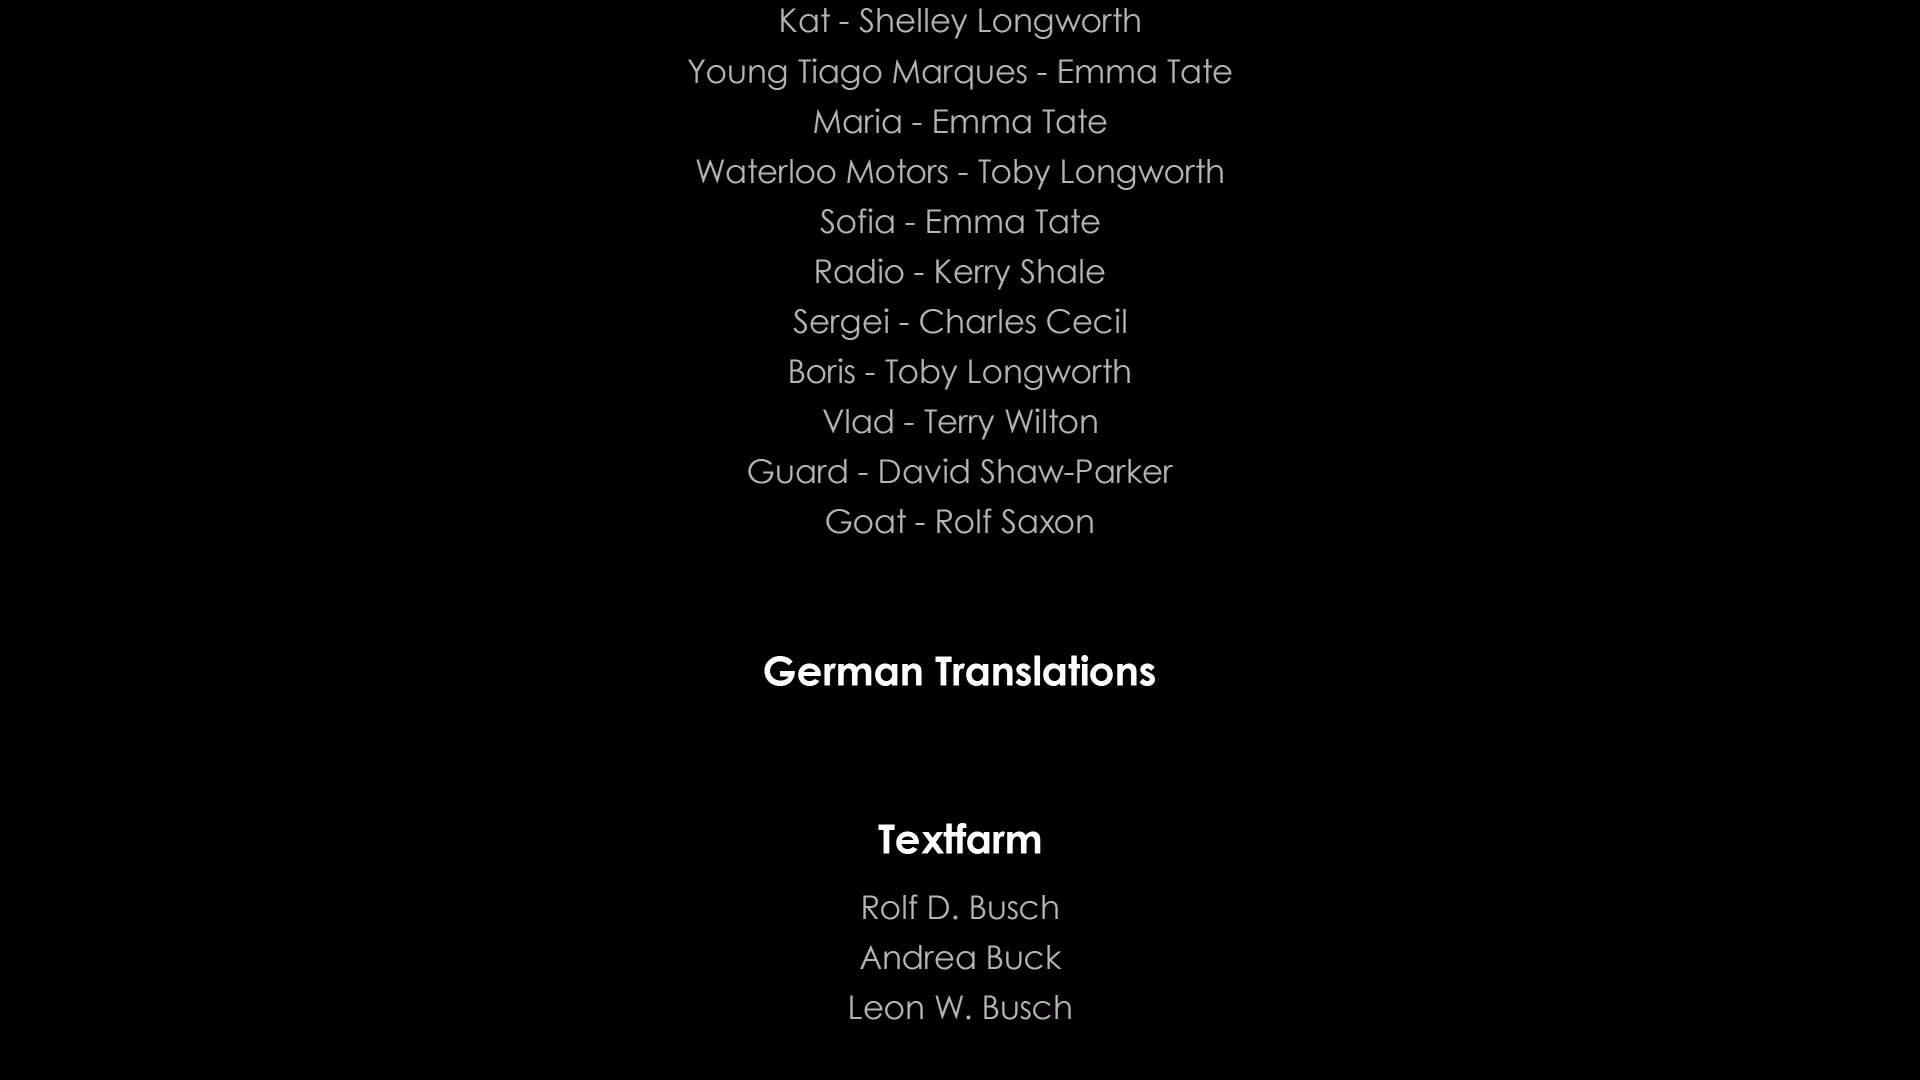 Kat - Shelley Longworth
Young Tiago Marques - Emma Tate
Maria - Emma Tate
Waterloo Motors - Toby Longworth
Sofia - Emma Tate
Radio - Kerry Shale
Sergei - Charles Cecil
Boris - Toby Longworth
Vlad - Terry Wilton
Guard - David Shaw-Parker
Goat - Rolf Saxon
German Translations
Textfarm
Rolf D. Busch
Andrea Buck
Leon W. Busch